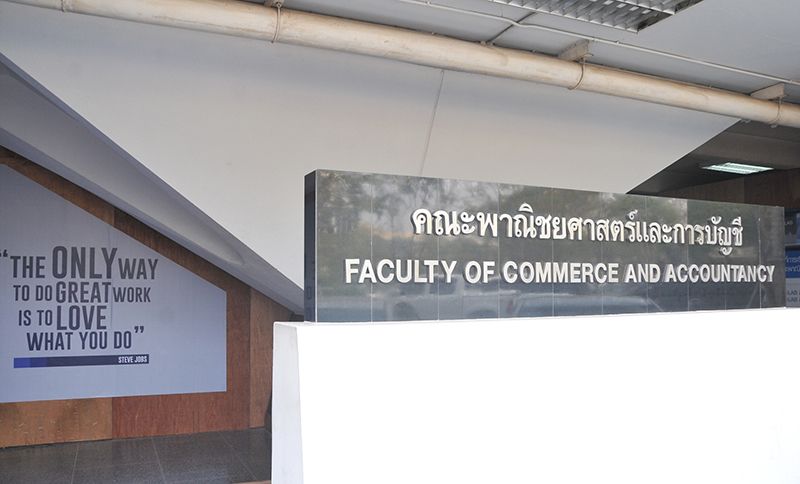 “THE ONLY WAY
TO DO GREAT WORK
IS TO LOVE
WHAT YOU DO”
STEVE JOBS
คณะพาณิชยศาสตร์และการบัญชี
FACULTY OF COMMERCE AND ACCOUNTANCY